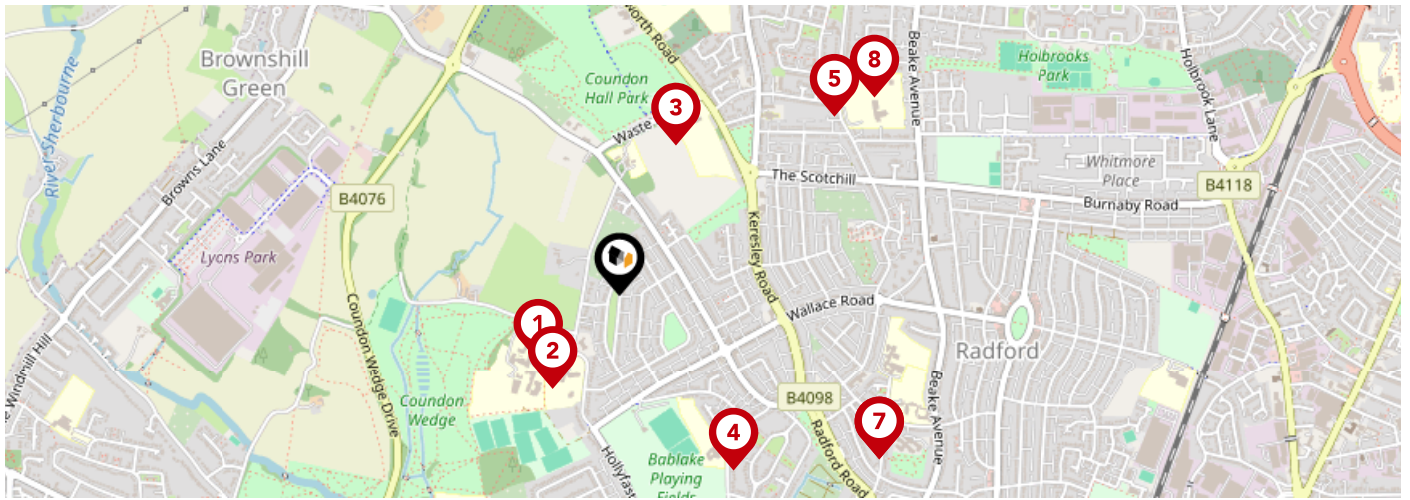 Brownshill
Green
River Sherbourne
Browns Lane
B4076
Lyons Park
Windmill Hill
Coundon Wedge Drive
Coundon
Wedge
Coundon
Hall Park
worth Road
Waste
3
5
8
Beake Avenue
Holbrooks
Park
Holbrook Lane
The Scotchill
Whitmore
Place
Burnaby Road
B4118
Keresley Road
Wallace Road
Radford
1
2
B4098
4
7
Beake Avenue
Radford Road
Hollyfast
Bablake
Playing
Fields